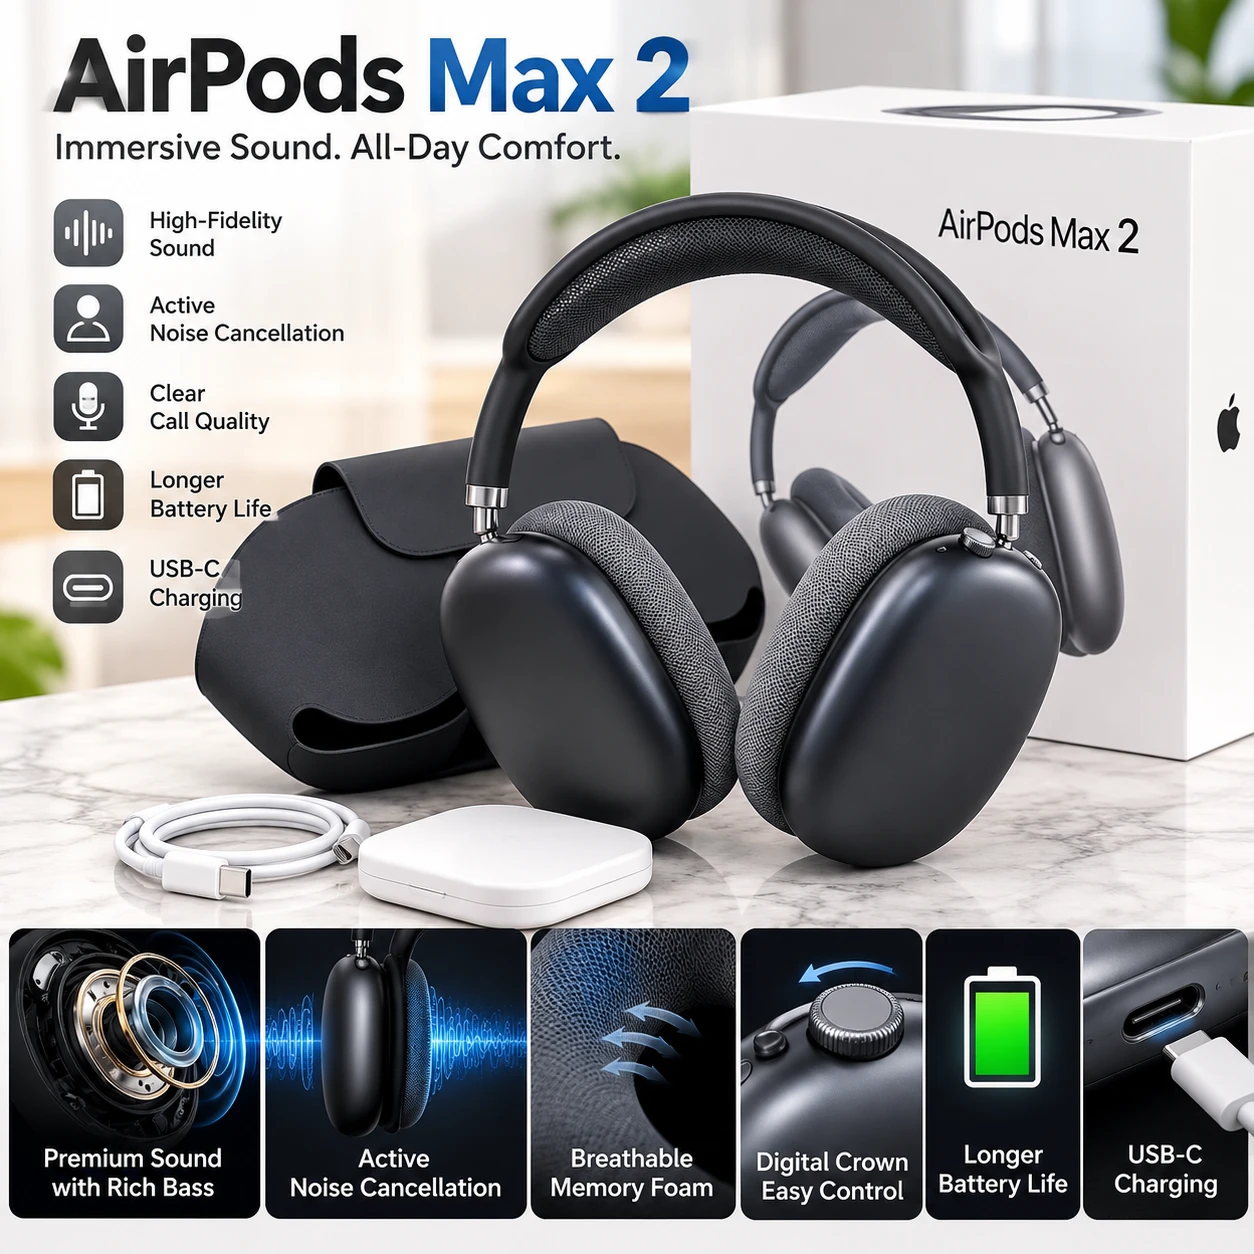 AirPods Max 2
Immersive Sound. All-Day Comfort.
High-Fidelity
Sound
Active
Noise Cancellation
Clear
Call Quality
Longer
Battery Life
USB-C
Charging
AirPods Max 2
Premium Sound
with Rich Bass
Active
Noise Cancellation
Breathable
Memory Foam
Digital Crown
Easy Control
Longer
Battery Life
USB-C
Charging